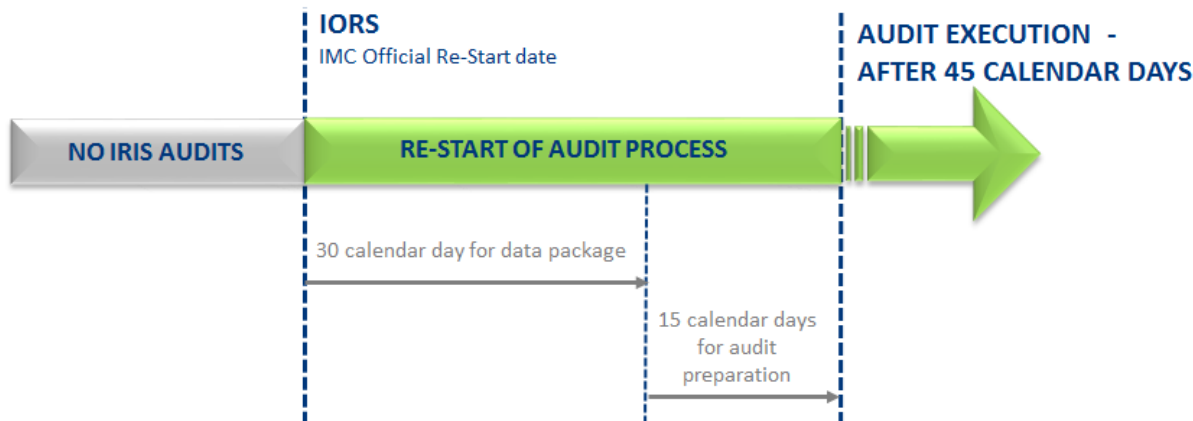 IORS
IMC Official Re-Start date
AUDIT EXECUTION -
AFTER 45 CALENDAR DAYS
NO IRIS AUDITS
RE-START OF AUDIT PROCESS
30 calendar day for data package
15 calendar days
for audit
preparation